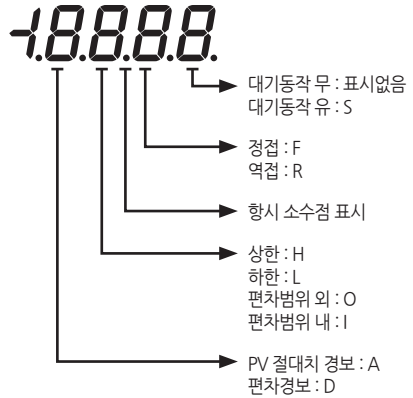 -1.8.8.8.8.
대기동작 무 : 표시없음
대기동작 유 : S
정접 : F
역접 : R
항시 소수점 표시
상한 : H
하한 : L
편차범위 외 : O
편차범위 내 : I
PV 절대치 경보 : A
편차경보 : D